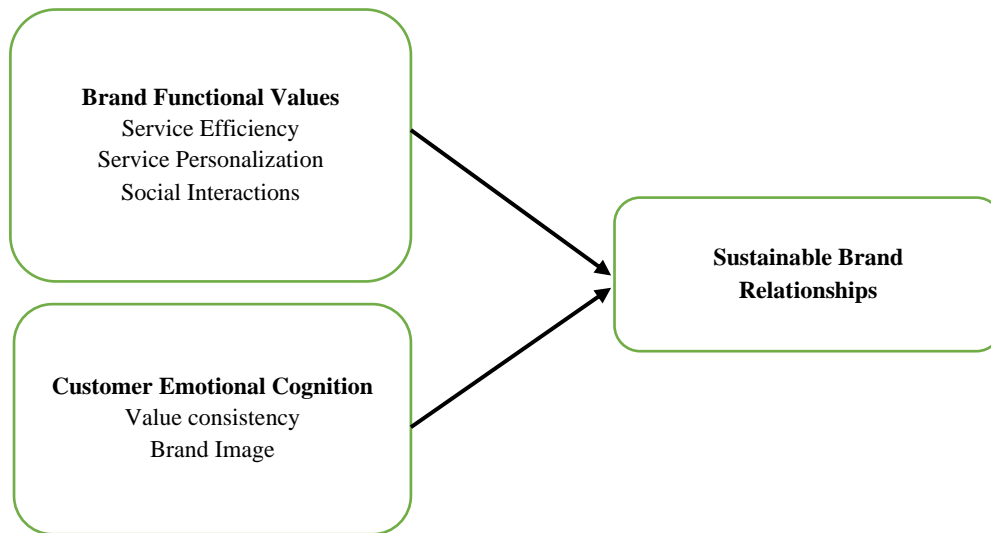 Brand Functional Values
Service Efficiency
Service Personalization
Social Interactions
Sustainable Brand
Relationships
Customer Emotional Cognition
Value consistency
Brand Image